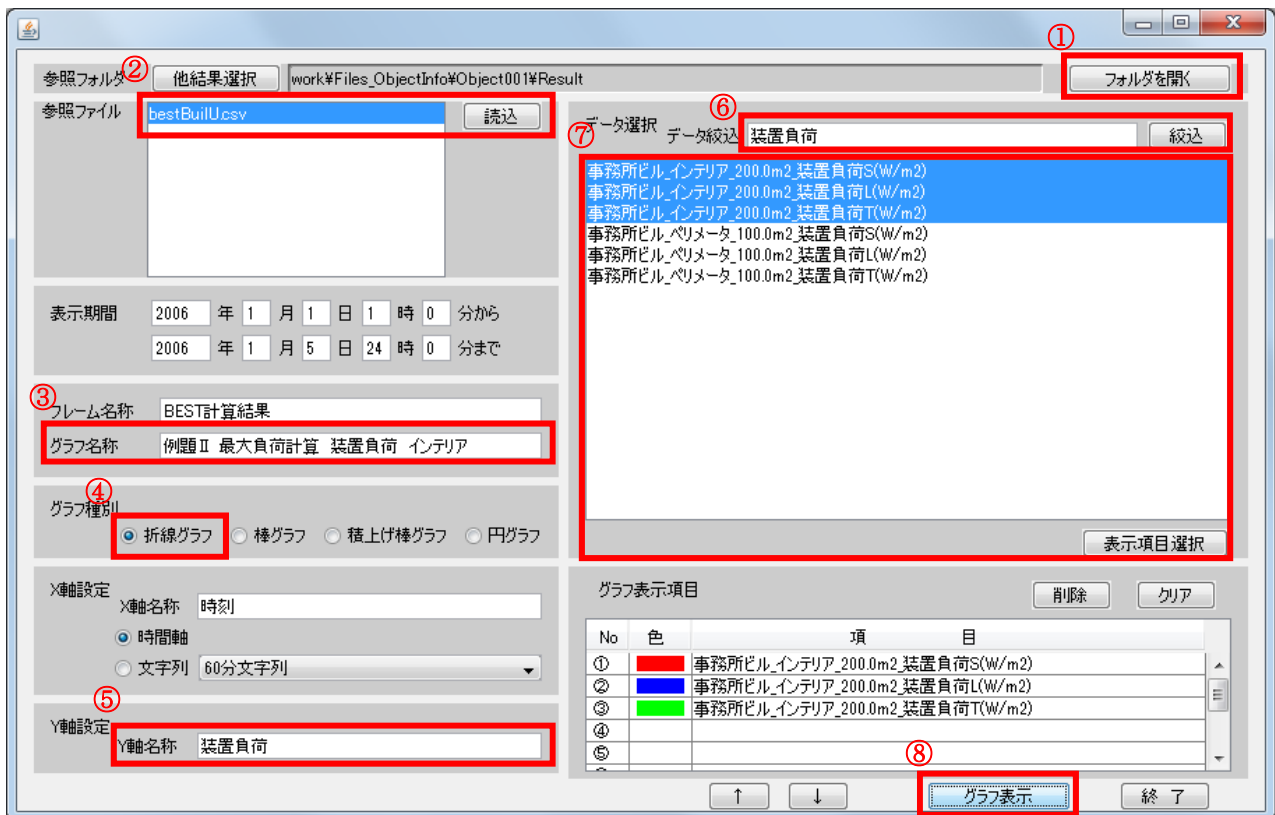 ①
参照フォルダ ② 他結果選択 work¥Files_ObjectInfo¥Object001¥Result フォルダを開く
参照ファイル bestBuilU.csv 読込
⑥
⑦ データ選択 データ絞込 装置負荷 絞込
事務所ビル_インテリア_200.0m2_装置負荷S(W/m2)
事務所ビル_インテリア_200.0m2_装置負荷L(W/m2)
事務所ビル_インテリア_200.0m2_装置負荷T(W/m2)
事務所ビル_ペリメータ_100.0m2_装置負荷S(W/m2)
事務所ビル_ペリメータ_100.0m2_装置負荷L(W/m2)
事務所ビル_ペリメータ_100.0m2_装置負荷T(W/m2)
表示項目選択
表示期間 2006 年 1 月 1 日 1 時 0 分から
2006 年 1 月 5 日 24 時 0 分まで
③
フレーム名称 BEST計算結果
グラフ名称 例題Ⅱ 最大負荷計算 装置負荷 インテリア
④
グラフ種別
折線グラフ 棒グラフ 積上げ棒グラフ 円グラフ
X軸設定
X軸名称 時刻
時間軸
文字列 60分文字列
⑤
Y軸設定
Y軸名称 装置負荷
グラフ表示項目 削除 クリア
No 色 項 目
① 事務所ビル_インテリア_200.0m2_装置負荷S(W/m2)
② 事務所ビル_インテリア_200.0m2_装置負荷L(W/m2)
③ 事務所ビル_インテリア_200.0m2_装置負荷T(W/m2)
④
⑤
⑧
↑ ↓ グラフ表示 終 了